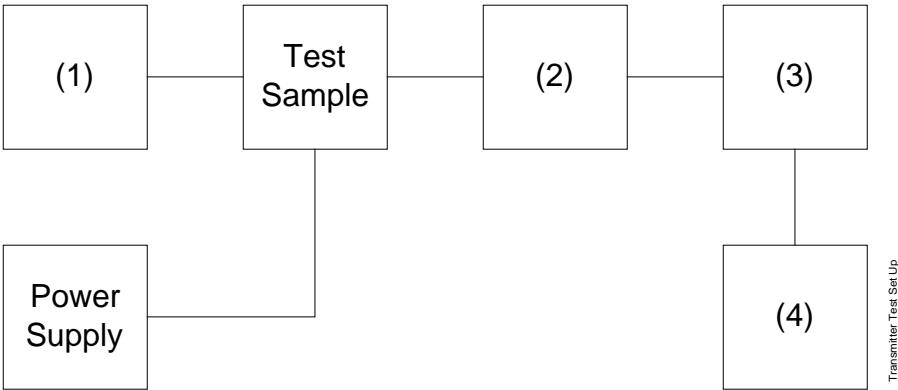 (1)
Test
Sample
(2)
(3)
Power
Supply
(4)
Transmitter Test Set Up